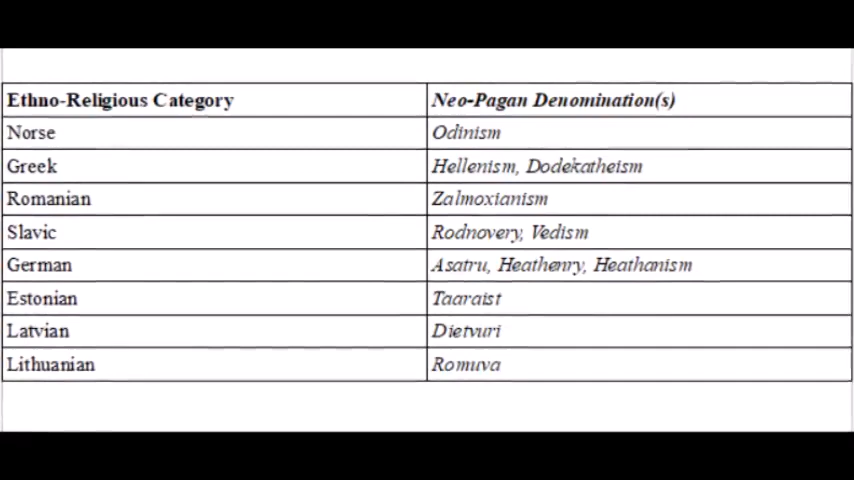 Ethno-Religious Category Neo-Pagan Denomination(s)
Norse Odinism
Greek Hellenism, Dodekatheism
Romanian Zalmoxianism
Slavic Rodnovery, Vedism
German Asatru, Heathenry, Heathanism
Estonian Taaraist
Latvian Dietvuri
Lithuanian Romuva